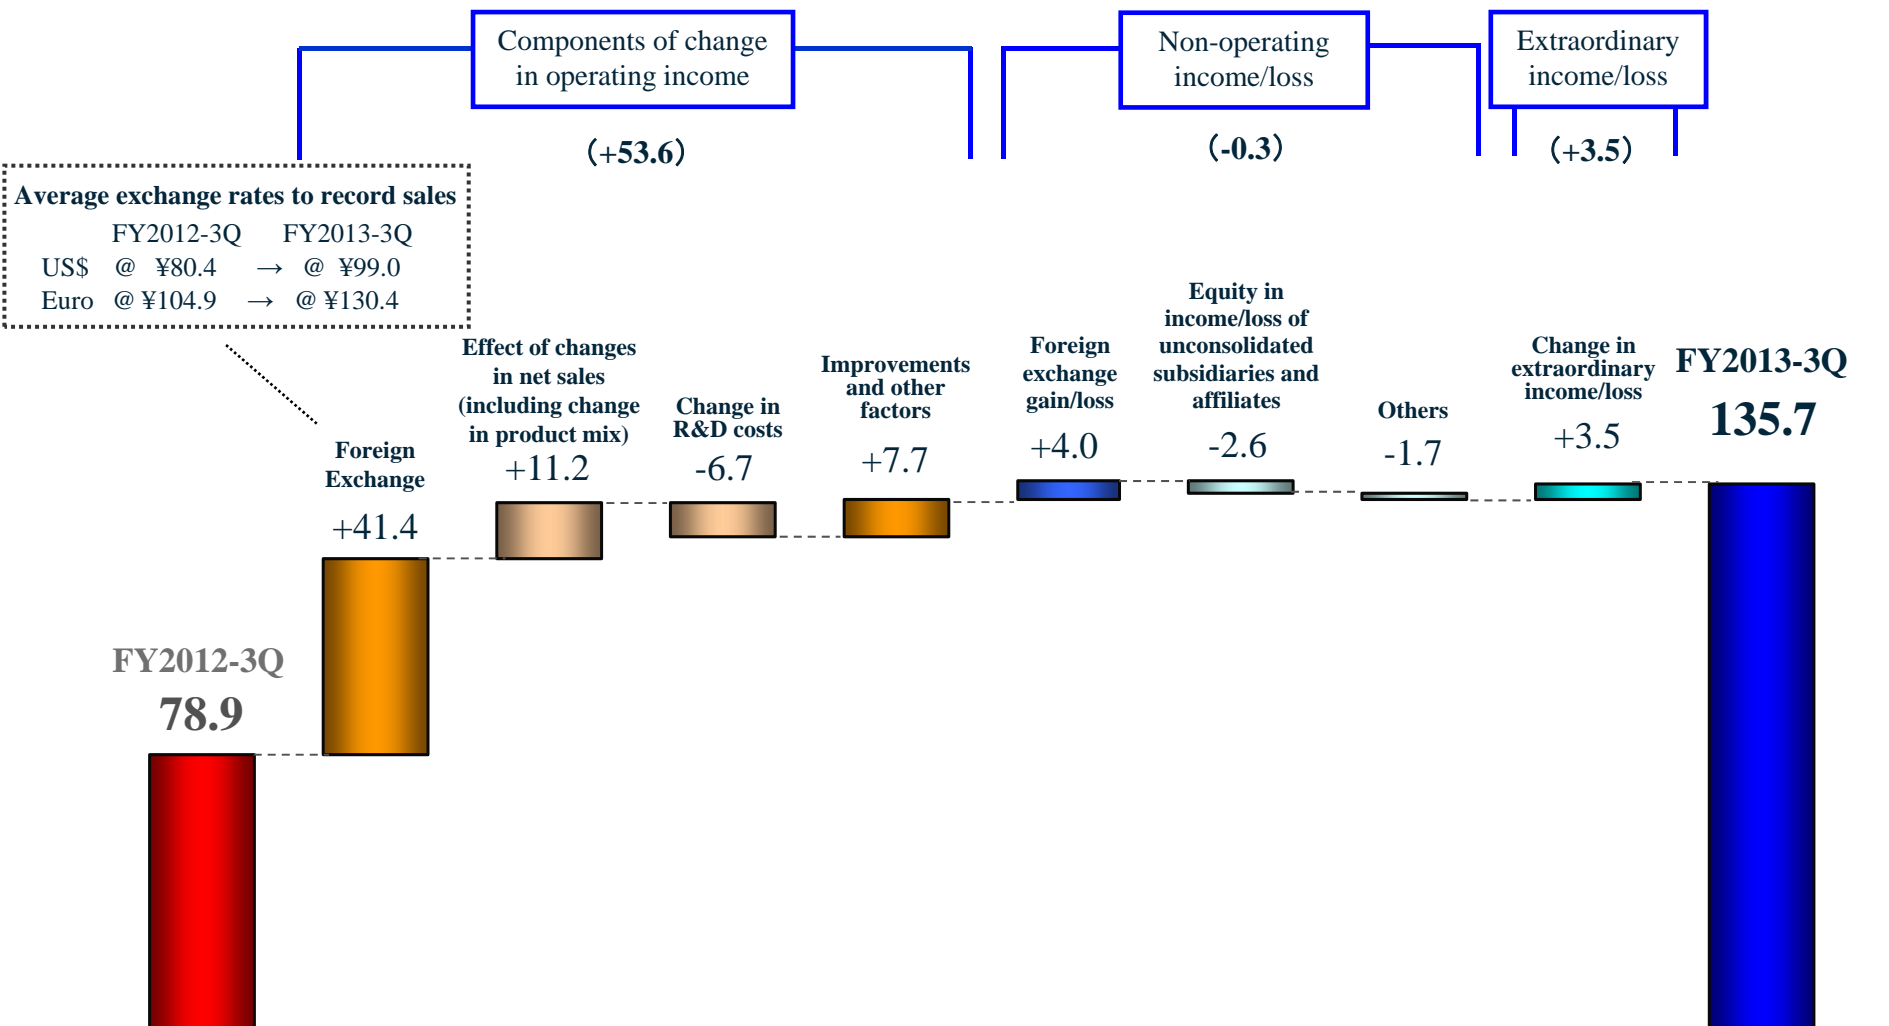 Components of change
in operating income
(+53.6)
Non-operating
income/loss
(-0.3)
Extraordinary
income/loss
(+3.5)
Average exchange rates to record sales
FY2012-3Q FY2013-3Q
US$ @ ¥80.4 → @ ¥99.0
Euro @ ¥104.9 → @ ¥130.4
FY2012-3Q
78.9
Foreign
Exchange
+41.4
Effect of changes
in net sales
(including change
in product mix)
+11.2
Change in
R&D costs
-6.7
Improvements
and other
factors
+7.7
Foreign
exchange
gain/loss
+4.0
Equity in
income/loss of
unconsolidated
subsidiaries and
affiliates
-2.6
Others
-1.7
Change in
extraordinary
income/loss
+3.5
FY2013-3Q
135.7